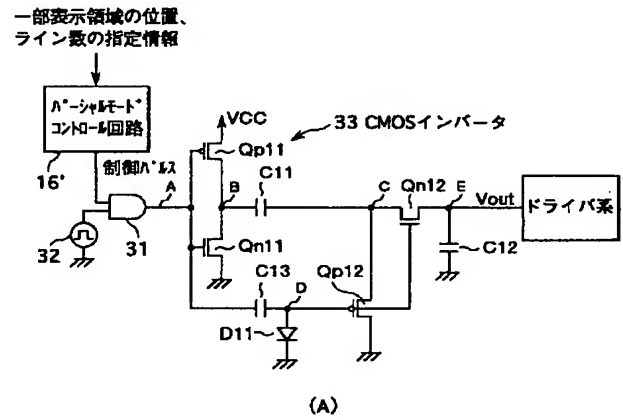 一部表示領域の位置、
ライン数の指定情報
パーシャルモード
コントロール回路
16'
制御パルス
A
31
32
VCC
33 CMOSインバータ
Qp11
B
C11
Qn11
C
Qn12
E
Vout
ドライバ系
C12
C13
D
Qp12
D11
(A)